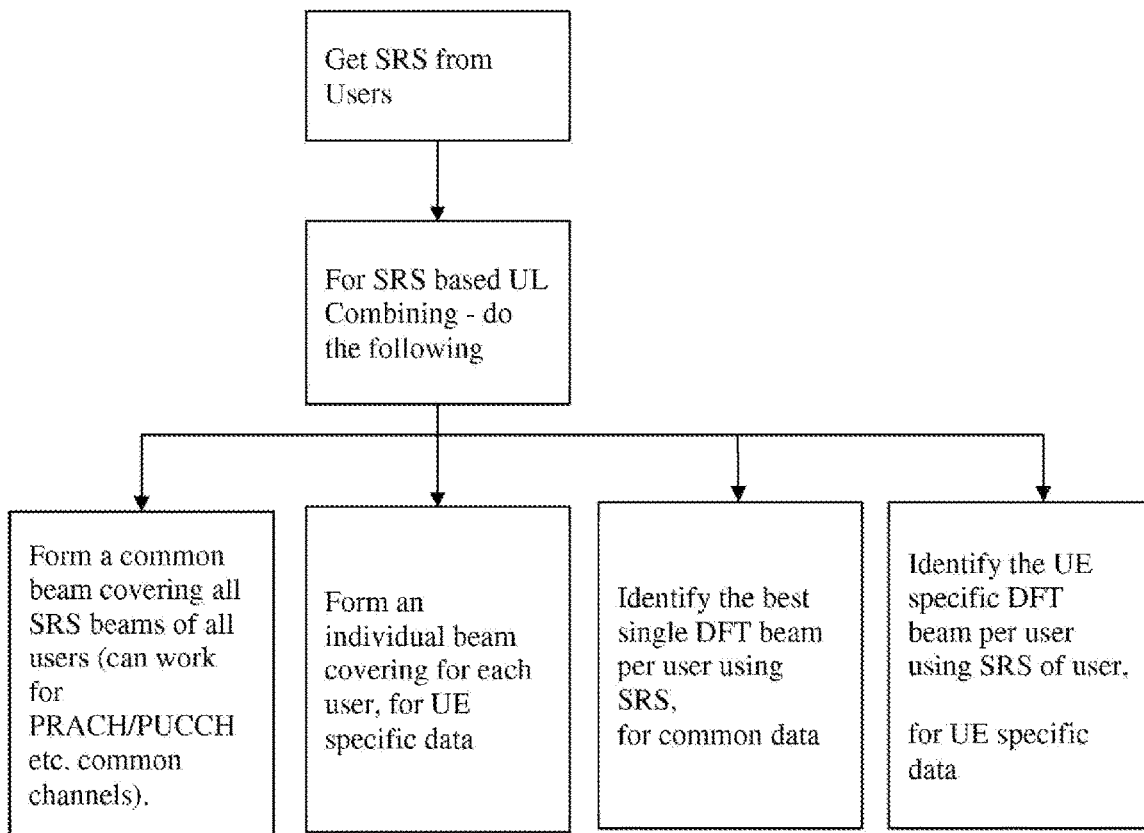 Get SRS from
Users
For SRS based UL
Combining - do
the following
Form a common
beam covering all
SRS beams of all
users (can work
for
PRACH/PUCCH
etc. common
channels).
Form an
individual beam
covering for each
user, for UE
specific data
Identify the best
single DFT beam
per user using
SRS,
for common data
Identify the UE
specific DFT
beam per user
using SRS of user,
for UE specific
data